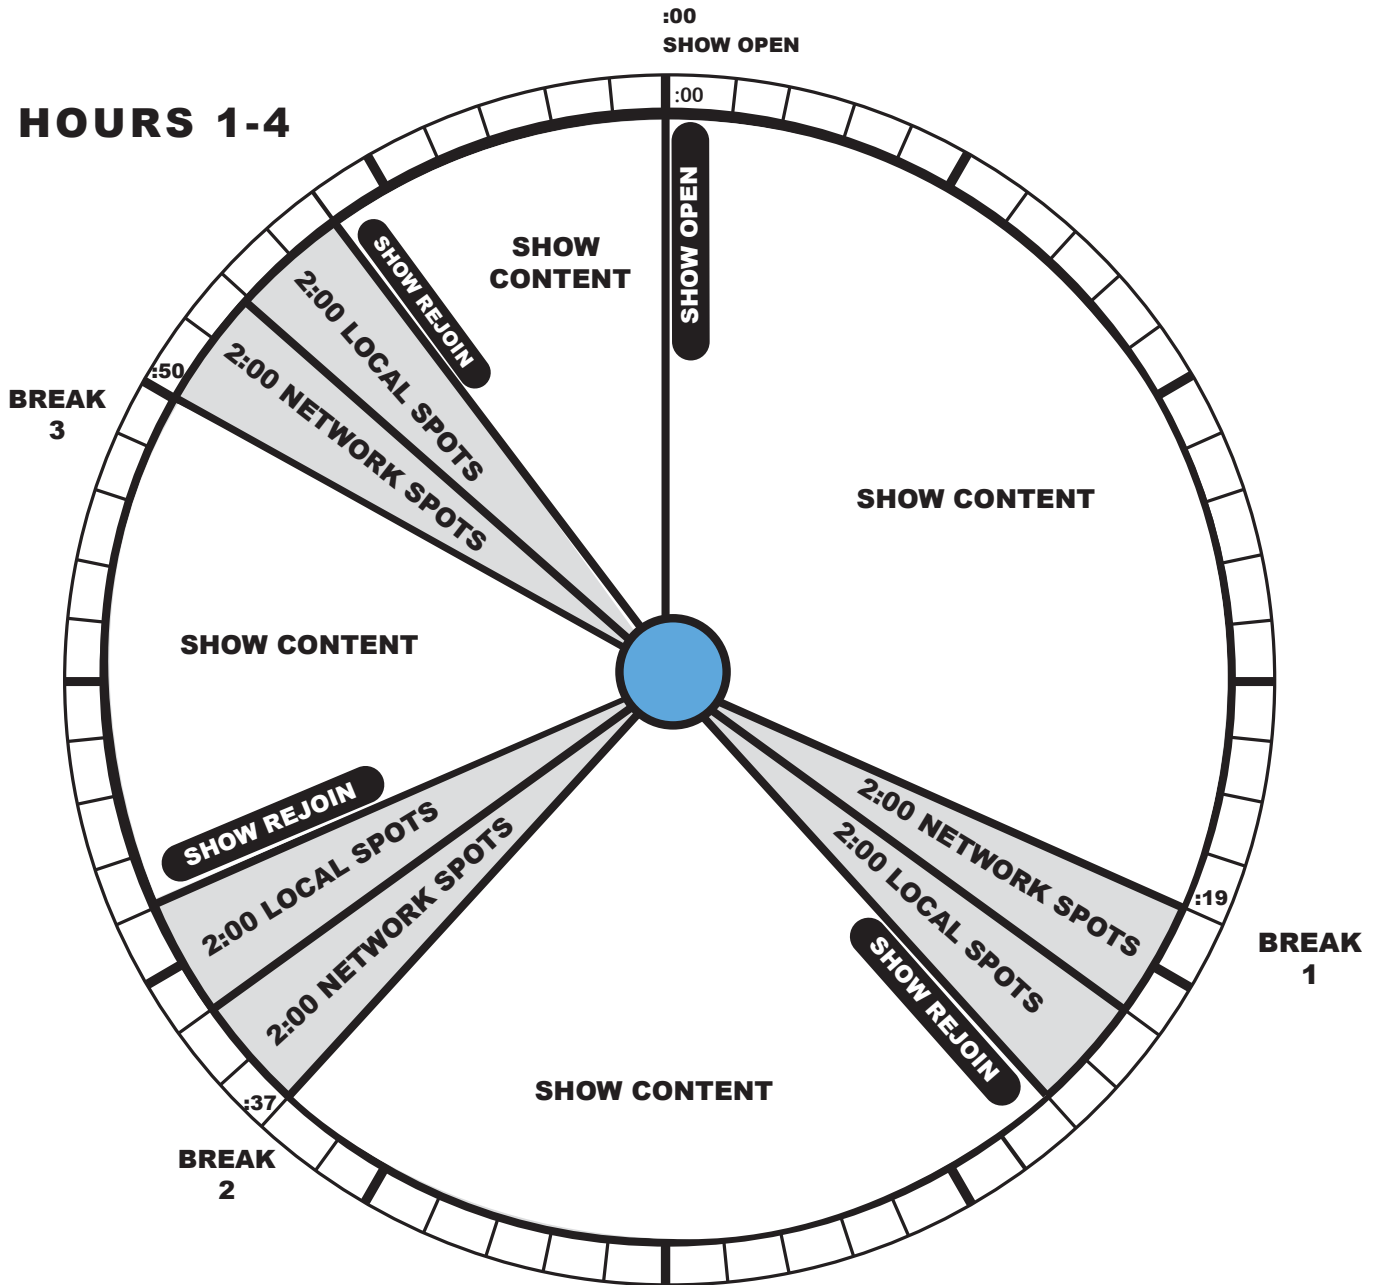 :00
SHOW OPEN
HOURS 1-4
:00
SHOW OPEN
SHOW CONTENT
:19
BREAK
1
2:00 NETWORK SPOTS
2:00 LOCAL SPOTS
SHOW REJOIN
SHOW CONTENT
:37
BREAK
2
2:00 NETWORK SPOTS
2:00 LOCAL SPOTS
SHOW REJOIN
SHOW CONTENT
:50
BREAK
3
2:00 NETWORK SPOTS
2:00 LOCAL SPOTS
SHOW REJOIN
SHOW
CONTENT